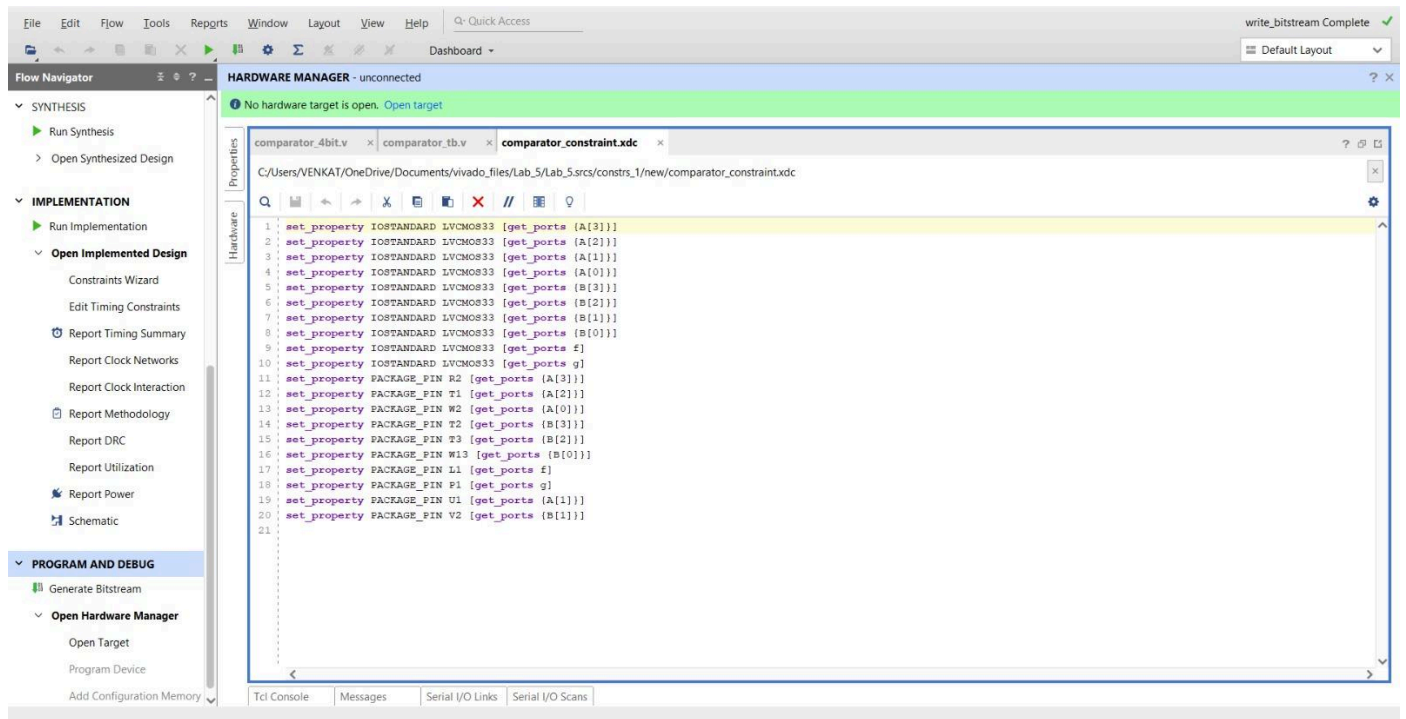 File Edit Flow Tools Reports Window Layout View Help Q- Quick Access write_bitstream Complete
Dashboard Default Layout
Flow Navigator
HARDWARE MANAGER - unconnected
No hardware target is open. Open target
SYNTHESIS
Run Synthesis
Open Synthesized Design
IMPLEMENTATION
Run Implementation
Open Implemented Design
Constraints Wizard
Edit Timing Constraints
Report Timing Summary
Report Clock Networks
Report Clock Interaction
Report Methodology
Report DRC
Report Utilization
Report Power
Schematic
PROGRAM AND DEBUG
Generate Bitstream
Open Hardware Manager
Open Target
Program Device
Add Configuration Memory
Properties
Hardware
comparator_4bit.v × comparator_tb.v × comparator_constraint.xdc ×
C:/Users/VENKAT/OneDrive/Documents/vivado_files/Lab_5/Lab_5.srcs/constrs_1/new/comparator_constraint.xdc
1 set_property IOSTANDARD LVCMOS33 [get_ports {A[3]}]
2 set_property IOSTANDARD LVCMOS33 [get_ports {A[2]}]
3 set_property IOSTANDARD LVCMOS33 [get_ports {A[1]}]
4 set_property IOSTANDARD LVCMOS33 [get_ports {A[0]}]
5 set_property IOSTANDARD LVCMOS33 [get_ports {B[3]}]
6 set_property IOSTANDARD LVCMOS33 [get_ports {B[2]}]
7 set_property IOSTANDARD LVCMOS33 [get_ports {B[1]}]
8 set_property IOSTANDARD LVCMOS33 [get_ports {B[0]}]
9 set_property IOSTANDARD LVCMOS33 [get_ports f]
10 set_property IOSTANDARD LVCMOS33 [get_ports g]
11 set_property PACKAGE_PIN R2 [get_ports {A[3]}]
12 set_property PACKAGE_PIN T1 [get_ports {A[2]}]
13 set_property PACKAGE_PIN W2 [get_ports {A[0]}]
14 set_property PACKAGE_PIN T2 [get_ports {B[3]}]
15 set_property PACKAGE_PIN T3 [get_ports {B[2]}]
16 set_property PACKAGE_PIN W13 [get_ports {B[0]}]
17 set_property PACKAGE_PIN L1 [get_ports f]
18 set_property PACKAGE_PIN P1 [get_ports g]
19 set_property PACKAGE_PIN U1 [get_ports {A[1]}]
20 set_property PACKAGE_PIN V2 [get_ports {B[1]}]
21
Tcl Console Messages Serial I/O Links Serial I/O Scans